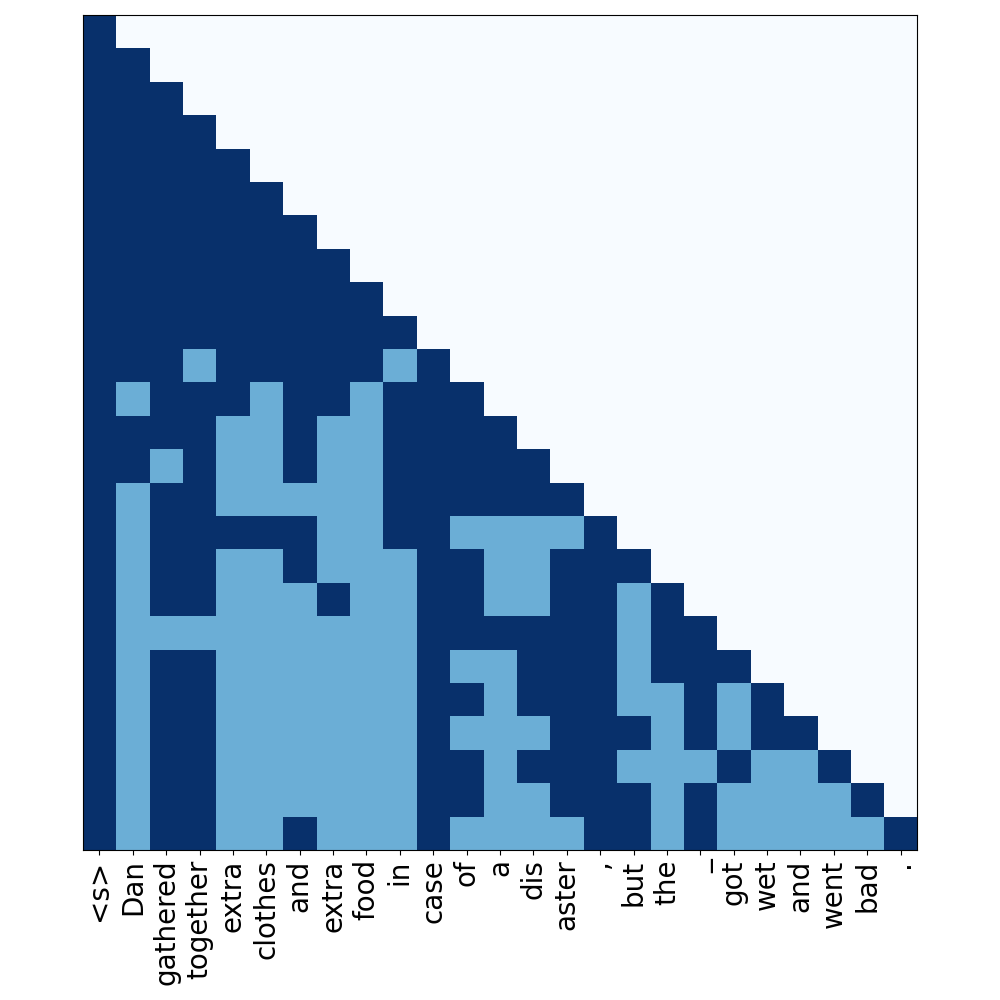 <s> Dan gathered together extra clothes and extra food in case of a dis aster , but the _ got wet and went bad .